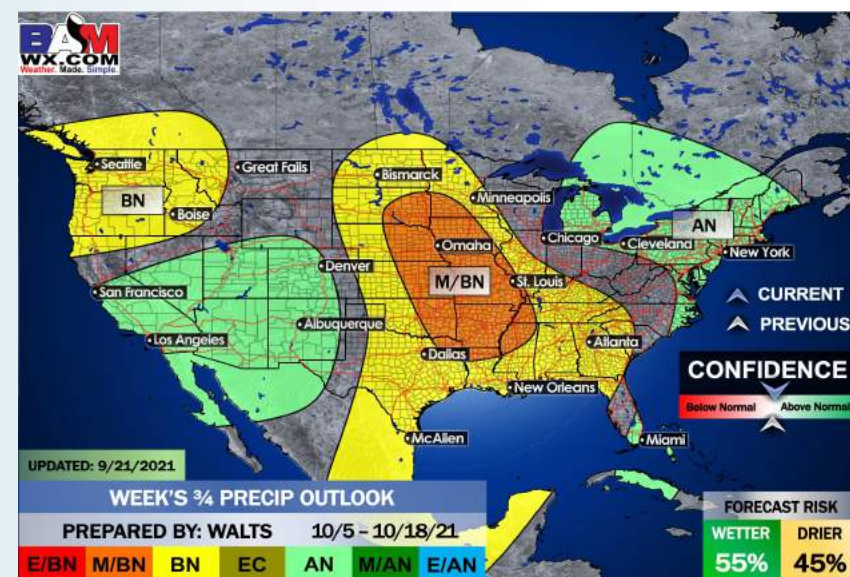 BAM
WX.COM
Weather. Made. Simple.
Seattle
Great Falls
Bismarck
BN
Boise
Minneapolis
AN
Omaha
Chicago
Cleveland
New York
Denver
M/BN
St. Louis
San Francisco
CURRENT
Albuquerque
PREVIOUS
Los Angeles
Atlanta
Dallas
CONFIDENCE
New Orleans
Below Normal
Above Normal
McAllen
Miami
UPDATED: 9/21/2021
WEEK'S ¾ PRECIP OUTLOOK
PREPARED BY: WALTS 10/5 – 10/18/21
E/BN M/BN BN EC AN M/AN E/AN
FORECAST RISK
WETTER DRIER
55% 45%